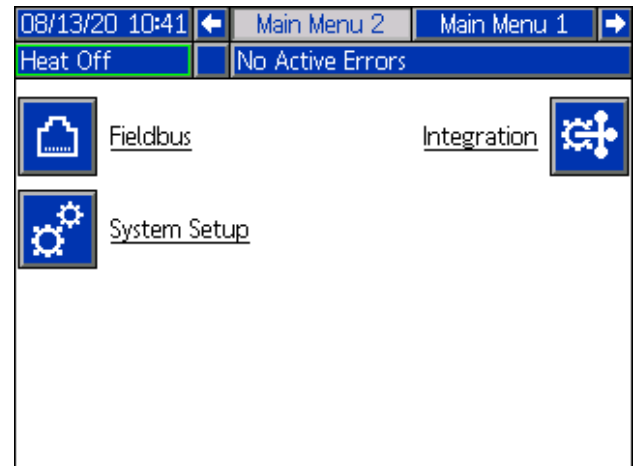 08/13/20 10:41 Main Menu 2 Main Menu 1
Heat Off No Active Errors
Fieldbus Integration
System Setup